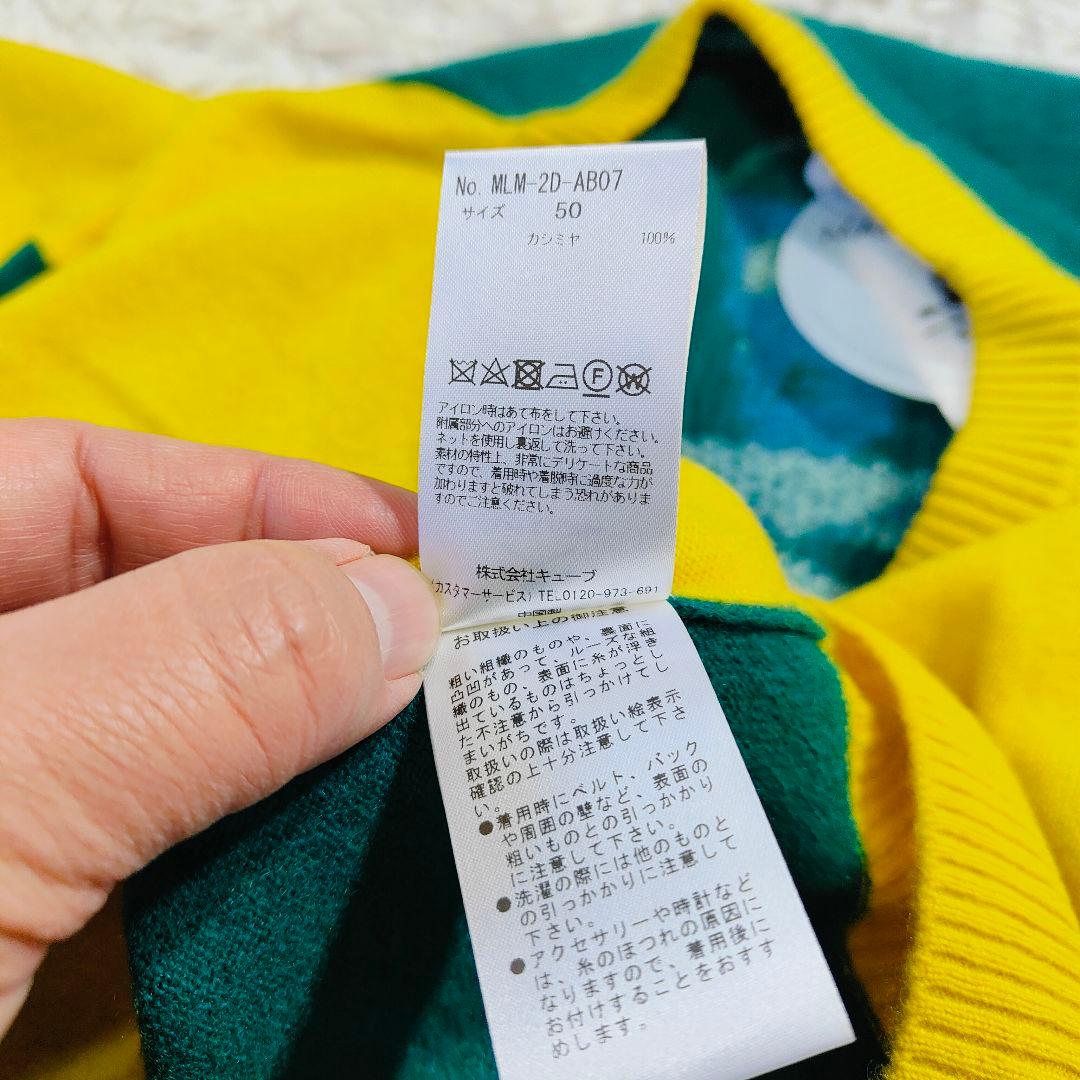 No. MLM-2D-AB07
サイズ 50
カシミヤ 100%
F W
アイロン時はあて布をして下さい。
附属部分へのアイロンはお避けください。
ネットを使用し裏返して洗って下さい。
素材の特性上、非常にデリケートな商品
ですので、着用時や着脱時に過度な力が
加わりますと破れてしまう恐れがありま
すのでご注意ください。
株式会社キューブ
(カスタマーサービス) TEL0120-973-691
中国製
お取扱い上の御注意
粗い組織のものや、裏面に
凸凹があって、ルーズな組
織のもの、表面に糸が浮き
出ているものはちょっとし
た不注意から引っかけてし
まいがちです。
取扱いの際は取扱い絵表示
確認の上十分注意して下さ
い。
●着用時にベルト、バック
や周囲の壁など、表面の
粗いものとの引っかかり
に注意して下さい。
●洗濯の際には他のものと
の引っかかりに注意して
下さい。
●アクセサリーや時計など
は、糸のほつれの原因に
なりますので、着用後に
お付けすることをおすす
めします。